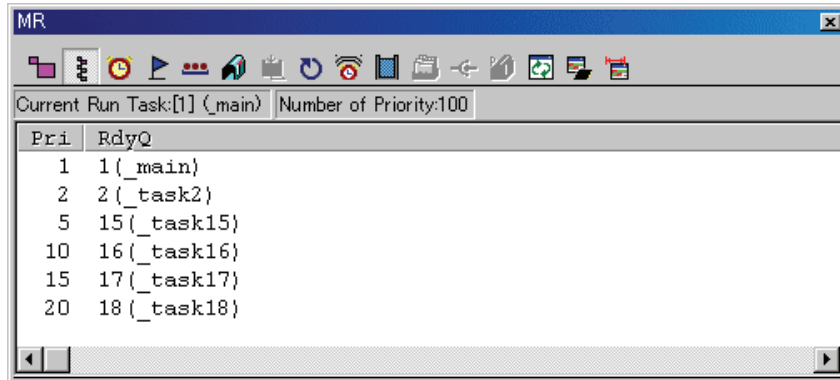 MR
Current Run Task:[1] (_main) Number of Priority:100
Pri RdyQ
1 1(_main)
2 2(_task2)
5 15(_task15)
10 16(_task16)
15 17(_task17)
20 18(_task18)